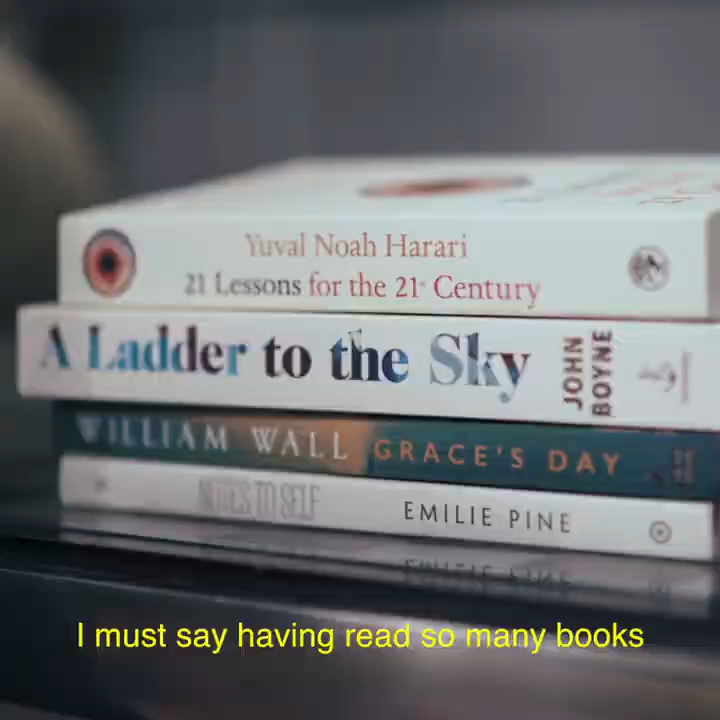 Yuval Noah Harari
21 Lessons for the 21st Century
A Ladder to the Sky
JOHN BOYNE
WILLIAM WALL GRACE'S DAY
NOTES TO SELF EMILIE PINE
I must say having read so many books